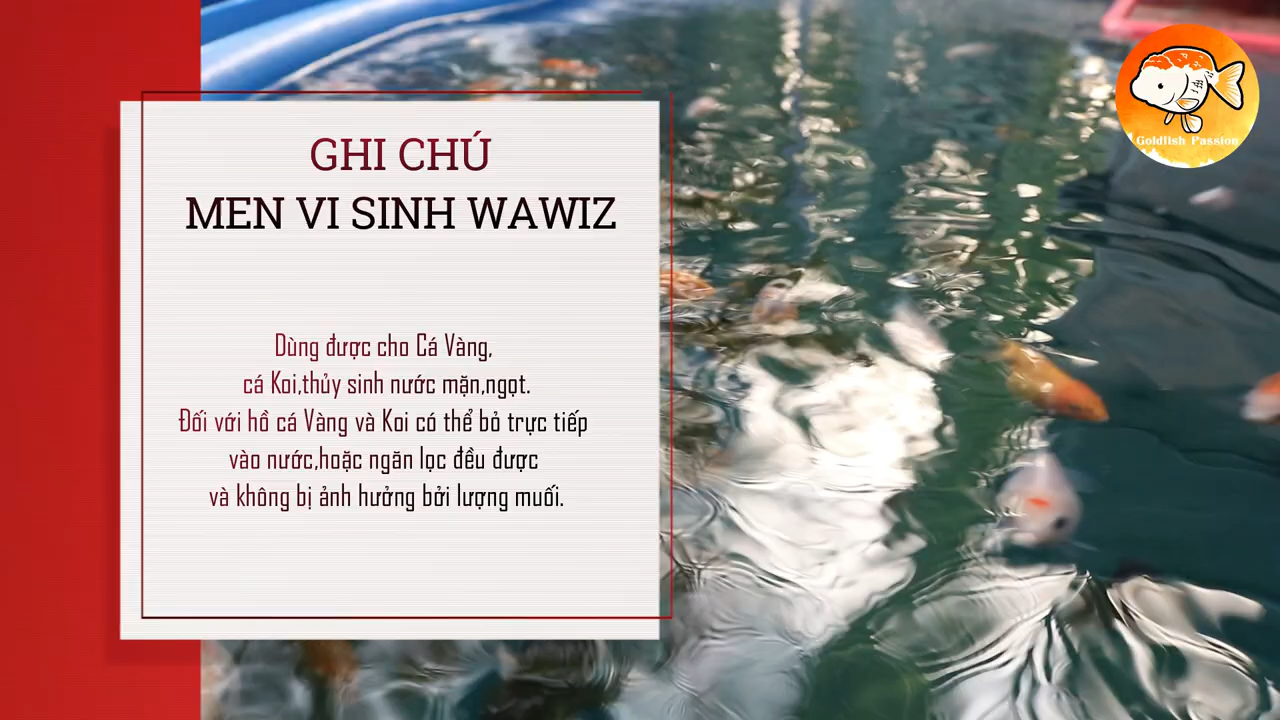 GHI CHÚ
MEN VI SINH WAWIZ
Dùng được cho Cá Vàng,
cá Koi,thủy sinh nước mặn,ngọt.
Đối với hồ cá Vàng và Koi có thể bỏ trực tiếp
vào nước,hoặc ngăn lọc đều được
và không bị ảnh hưởng bởi lượng muối.
Goldfish Passion